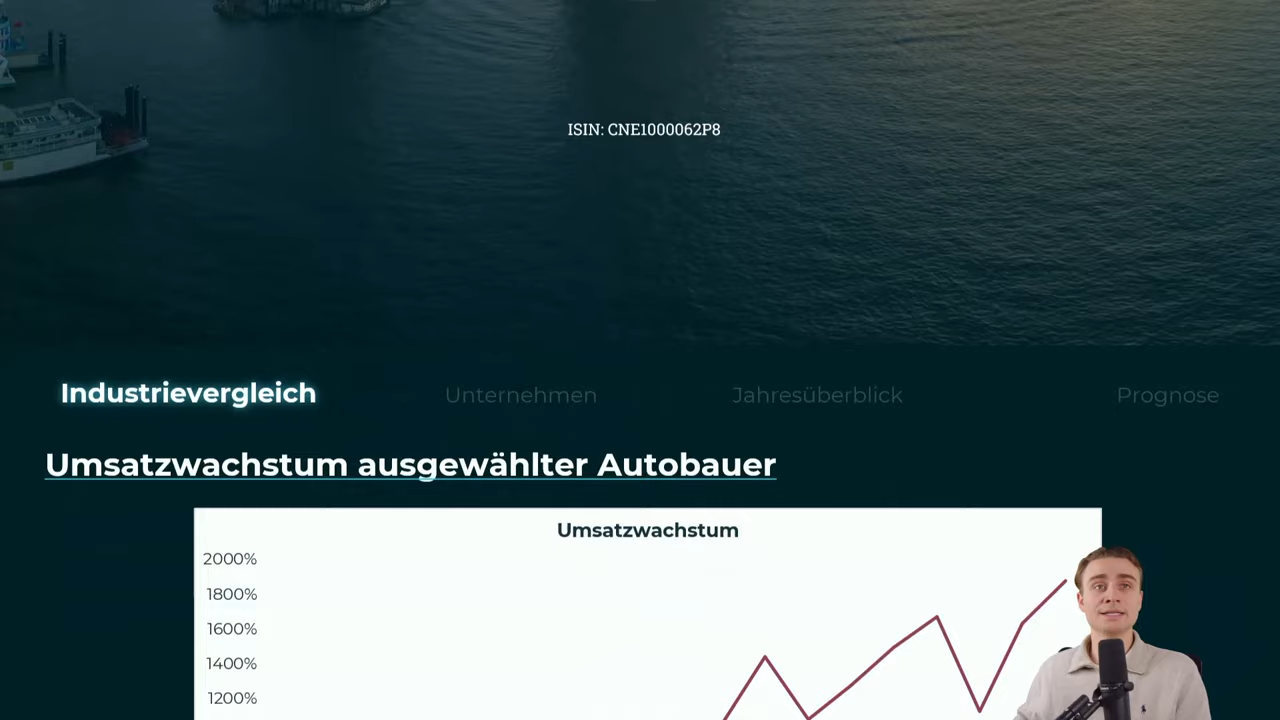 ISIN: CNE1000062P8
Industrievergleich
Unternehmen
Jahresüberblick
Prognose
Umsatzwachstum ausgewählter Autobauer
Umsatzwachstum
2000%
1800%
1600%
1400%
1200%